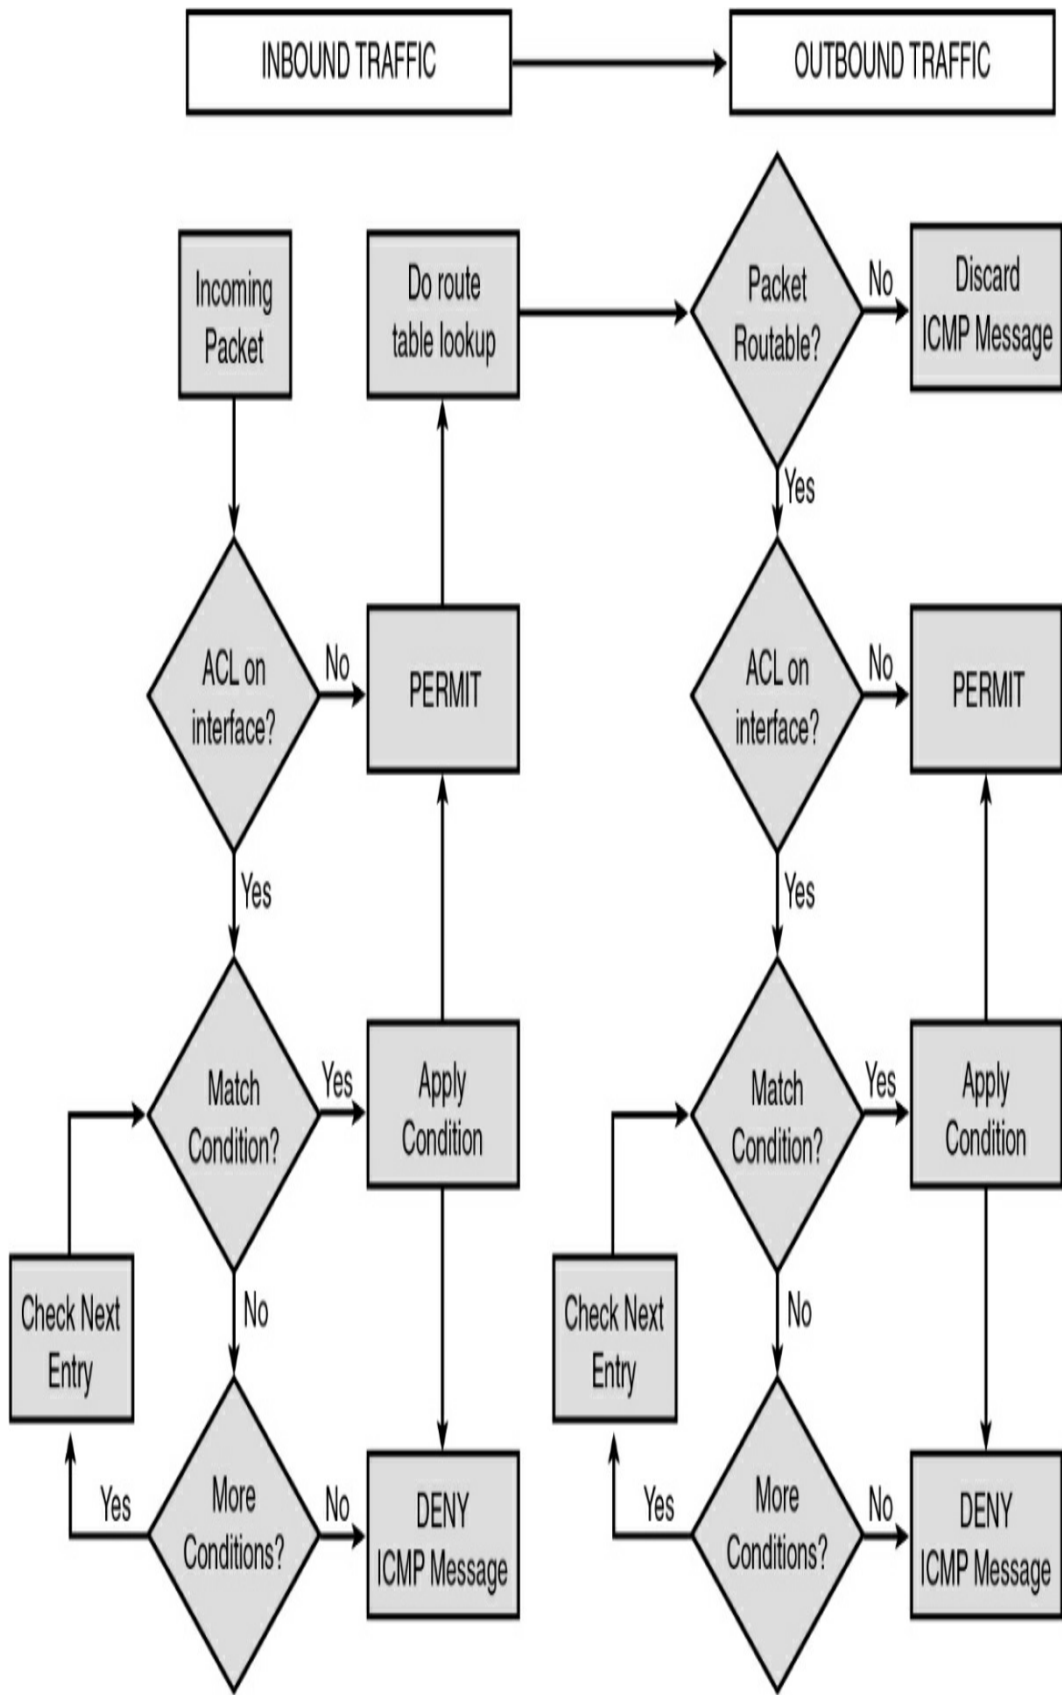 INBOUND TRAFFIC
OUTBOUND TRAFFIC
Incoming
Packet
Do route
table lookup
Packet
Routable?
No
Discard
ICMP Message
Yes
ACL on
interface?
No
PERMIT
ACL on
interface?
No
PERMIT
Yes
Yes
Match
Condition?
Yes
Apply
Condition
Match
Condition?
Yes
Apply
Condition
Check Next
Entry
No
Check Next
Entry
No
Yes
More
Conditions?
No
DENY
ICMP Message
Yes
More
Conditions?
No
DENY
ICMP Message